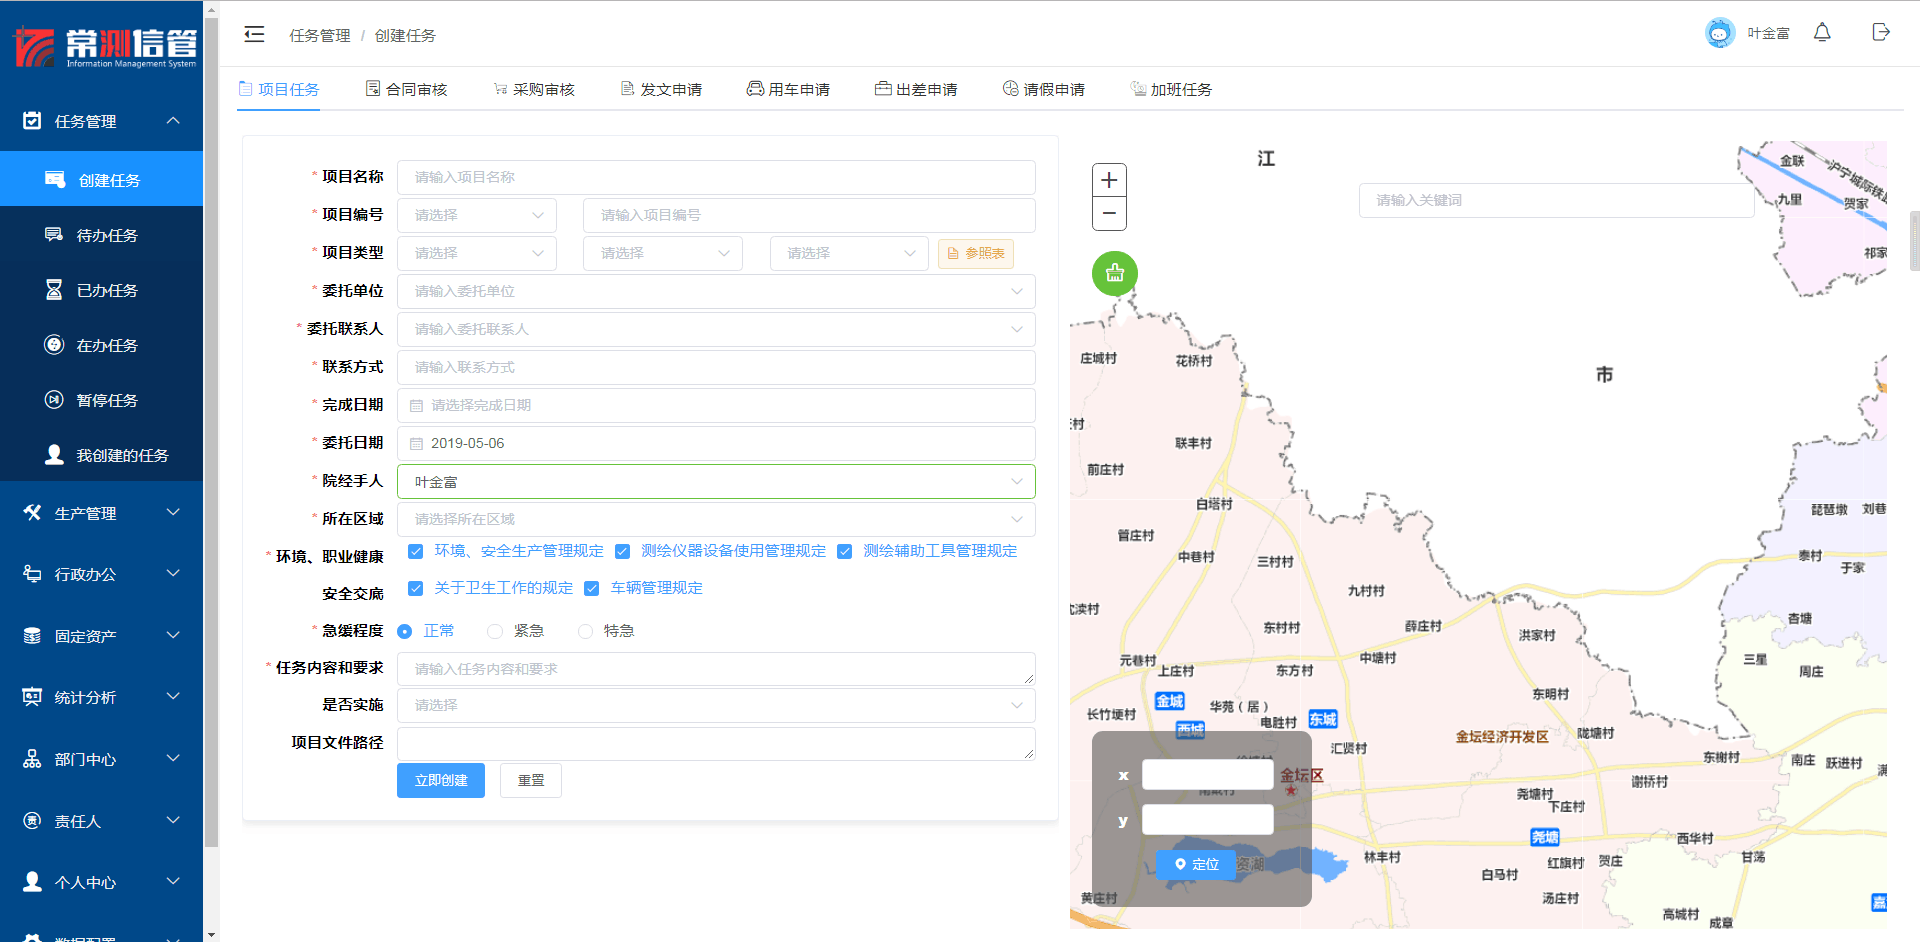 常测信管
Information Management System
任务管理
创建任务
待办任务
已办任务
在办任务
暂停任务
我创建的任务
生产管理
行政办公
固定资产
统计分析
部门中心
责任人
个人中心
数据配置
任务管理 / 创建任务
叶金富
项目任务 合同审核 采购审核 发文申请 用车申请 出差申请 请假申请 加班任务
* 项目名称 请输入项目名称
* 项目编号 请选择 请输入项目编号
* 项目类型 请选择 请选择 请选择 参照表
* 委托单位 请输入委托单位
* 委托联系人 请输入委托联系人
* 联系方式 请输入联系方式
* 完成日期 请选择完成日期
* 委托日期 2019-05-06
* 院经手人 叶金富
* 所在区域 请选择所在区域
* 环境、职业健康 环境、安全生产管理规定 测绘仪器设备使用管理规定 测绘辅助工具管理规定
安全交底 关于卫生工作的规定 车辆管理规定
* 急缓程度 正常 紧急 特急
* 任务内容和要求 请输入任务内容和要求
是否实施 请选择
项目文件路径
立即创建 重置
+
−
请输入关键词
江
市
金联
沪宁城际铁
九里
贺家
祁家
庄城村
花桥村
联丰村
前庄村
白塔村
管庄村
中巷村
三村村
九村村
琵琶墩
刘巷
泰村
于家
杏塘
东村村
薛庄村
洪家村
元巷村
上庄村
东方村
中塘村
三星
周庄
东明村
金城
华苑（居）
长竹埂村
西城
电胜村
东城
汇贤村
金坛经济开发区
陇塘村
东榭村
南庄
跃进村
金坛区
谢桥村
尧塘村
下庄村
尧塘
西华村
甘荡
林丰村
红旗村
贺庄
白马村
汤庄村
黄庄村
高城村
成章
嘉
x
y
定位